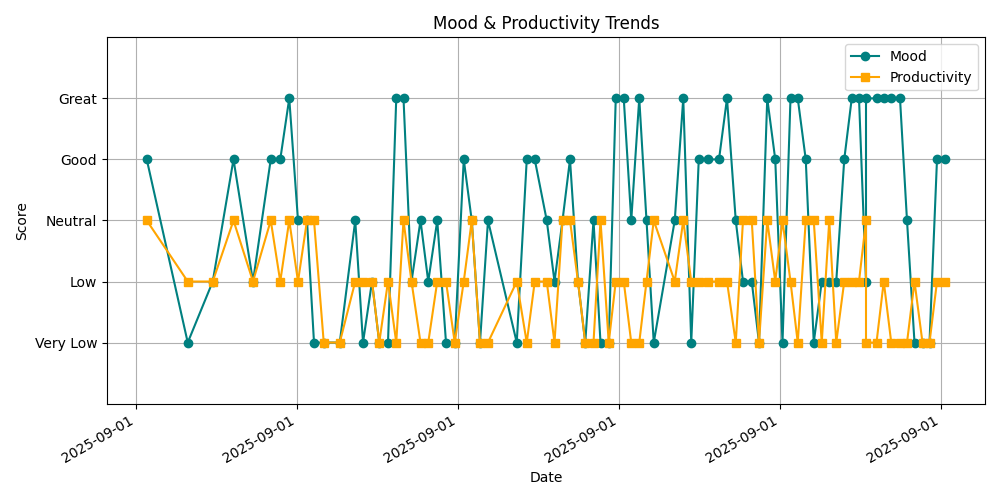 Mood & Productivity Trends
Mood
Productivity
Great
Good
Neutral
Low
Very Low
Score
2025-09-01
2025-09-01
2025-09-01
2025-09-01
2025-09-01
2025-09-01
Date